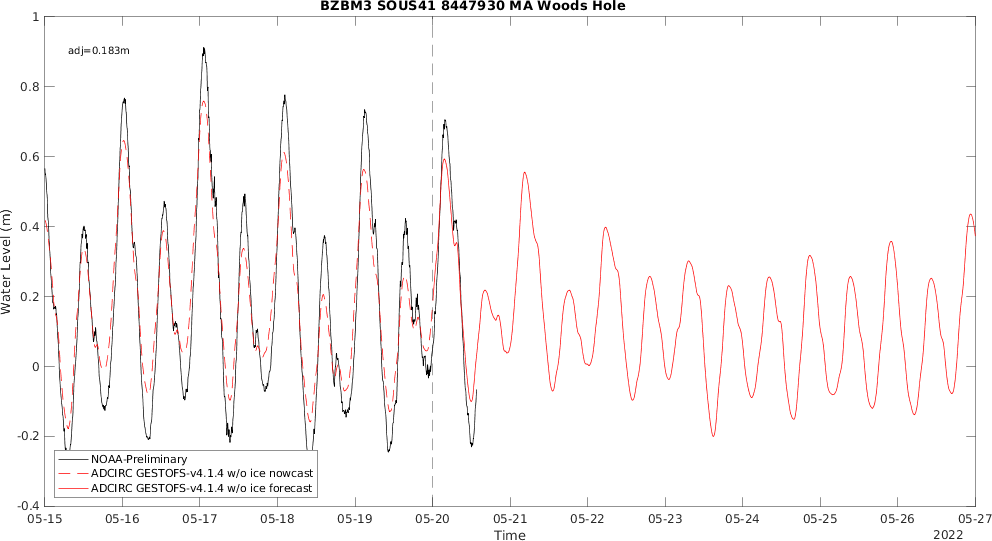 BZBM3 SOUS41 8447930 MA Woods Hole
adj=0.183m
1
0.8
0.6
0.4
0.2
0
-0.2
-0.4
Water Level (m)
NOAA-Preliminary
ADCIRC GESTOFS-v4.1.4 w/o ice nowcast
ADCIRC GESTOFS-v4.1.4 w/o ice forecast
05-15 05-16 05-17 05-18 05-19 05-20 05-21 05-22 05-23 05-24 05-25 05-26 05-27
Time
2022